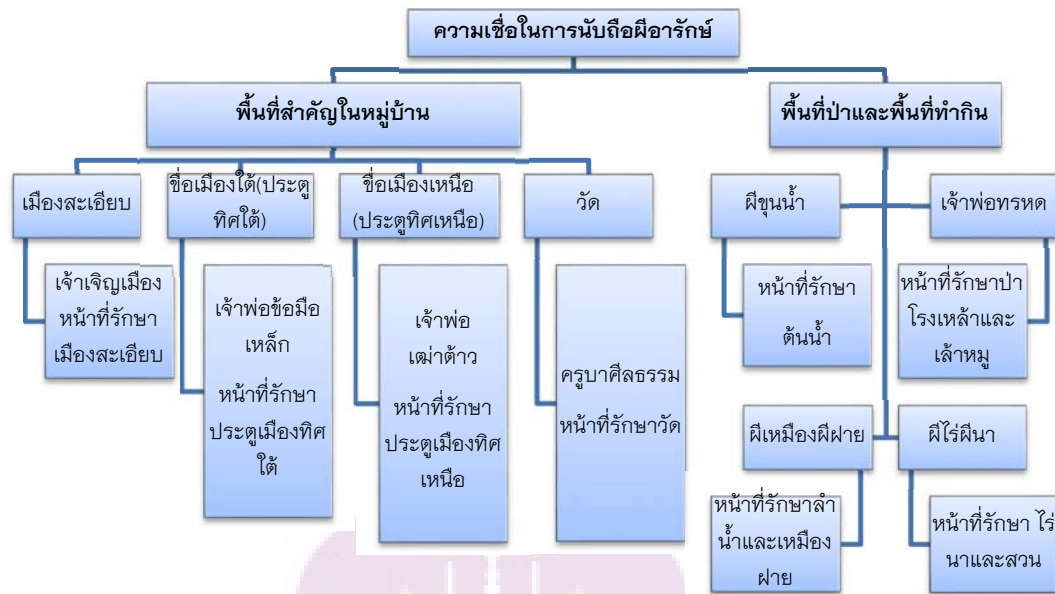 ความเชื่อในการนับถือผีอารักษ์
พื้นที่สำคัญในหมู่บ้าน
พื้นที่ป่าและพื้นที่ทำกิน
เมืองสะเอียบ
ขื่อเมืองใต้(ประตู
ทิศใต้)
ขื่อเมืองเหนือ
(ประตูทิศเหนือ)
วัด
ผีขุนน้ำ
เจ้าพ่อทรหด
เจ้าเจิญเมือง
หน้าที่รักษา
เมืองสะเอียบ
เจ้าพ่อข้อมือ
เหล็ก
หน้าที่รักษา
ประตูเมืองทิศ
ใต้
เจ้าพ่อ
เฒ่าต้าว
หน้าที่รักษา
ประตูเมืองทิศ
เหนือ
ครูบาศีลธรรม
หน้าที่รักษาวัด
หน้าที่รักษา
ต้นน้ำ
หน้าที่รักษาป่า
โรงเหล้าและ
เล้าหมู
ผีเหมืองผีฝาย
ผีไร่ผีนา
หน้าที่รักษาลำ
น้ำและเหมือง
ฝาย
หน้าที่รักษา ไร่
นาและสวน